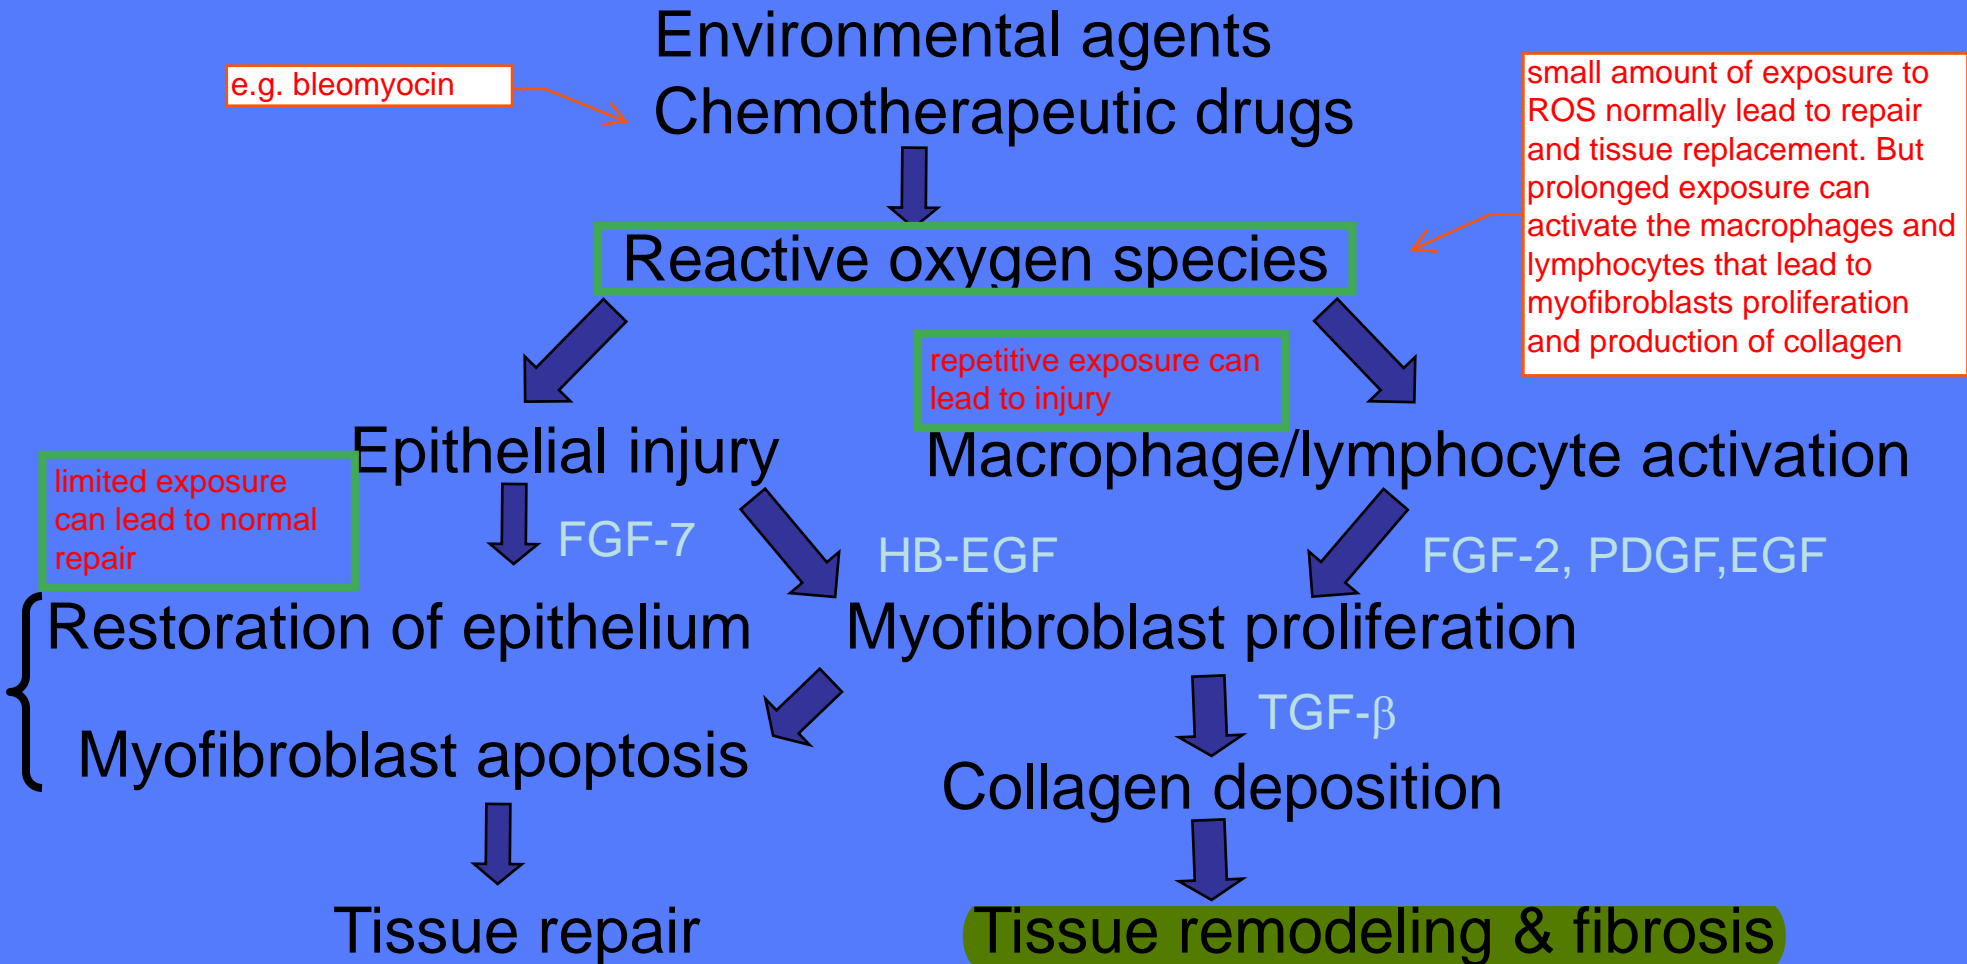 Environmental agents
e.g. bleomyocin
Chemotherapeutic drugs
small amount of exposure to
ROS normally lead to repair
and tissue replacement. But
prolonged exposure can
activate the macrophages and
lymphocytes that lead to
myofibroblasts proliferation
and production of collagen
Reactive oxygen species
repetitive exposure can
lead to injury
Epithelial injury
Macrophage/lymphocyte activation
limited exposure
can lead to normal
repair
FGF-7
HB-EGF
FGF-2, PDGF,EGF
Restoration of epithelium
Myofibroblast proliferation
TGF-β
Myofibroblast apoptosis
Collagen deposition
Tissue repair
Tissue remodeling & fibrosis